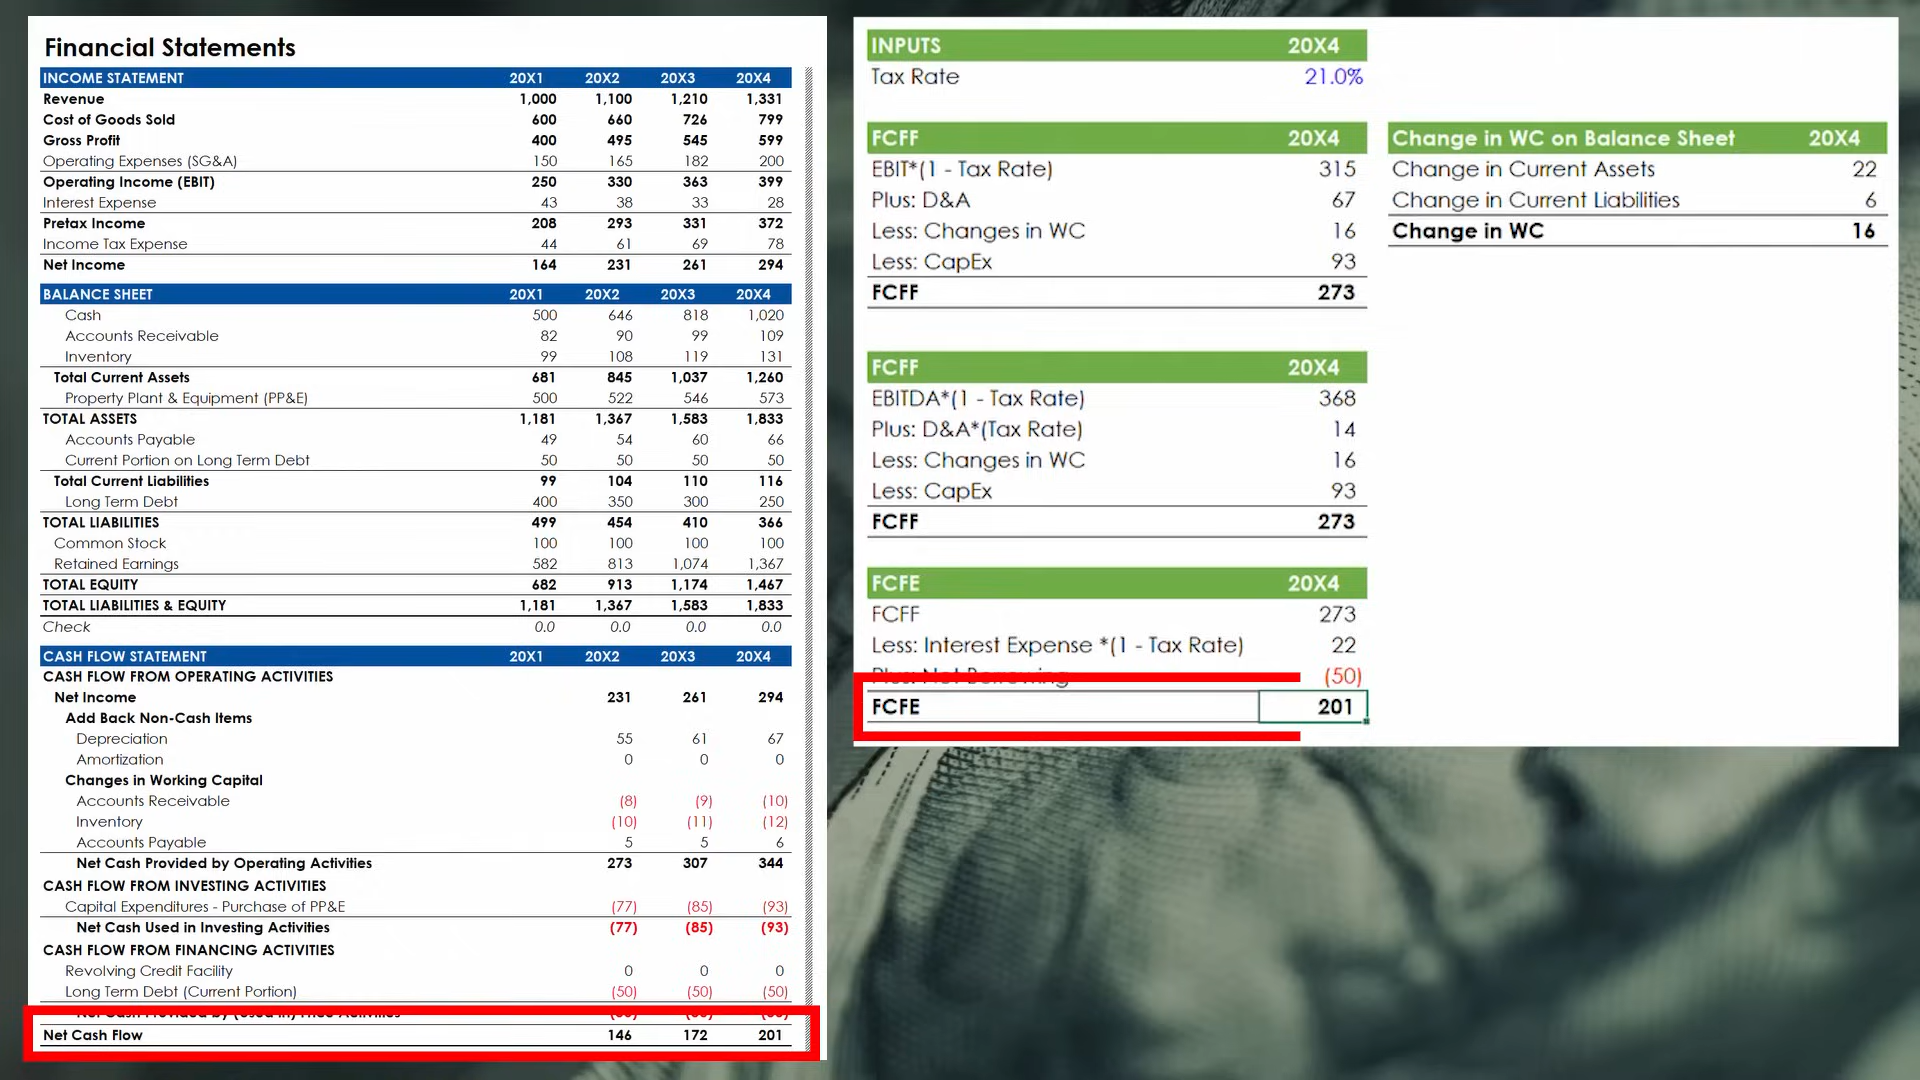 Financial Statements
INCOME STATEMENT 20X1 20X2 20X3 20X4
Revenue 1,000 1,100 1,210 1,331
Cost of Goods Sold 600 660 726 799
Gross Profit 400 495 545 599
Operating Expenses (SG&A) 150 165 182 200
Operating Income (EBIT) 250 330 363 399
Interest Expense 43 38 33 28
Pretax Income 208 293 331 372
Income Tax Expense 44 61 69 78
Net Income 164 231 261 294
BALANCE SHEET 20X1 20X2 20X3 20X4
Cash 500 646 818 1,020
Accounts Receivable 82 90 99 109
Inventory 99 108 119 131
Total Current Assets 681 845 1,037 1,260
Property Plant & Equipment (PP&E) 500 522 546 573
TOTAL ASSETS 1,181 1,367 1,583 1,833
Accounts Payable 49 54 60 66
Current Portion on Long Term Debt 50 50 50 50
Total Current Liabilities 99 104 110 116
Long Term Debt 400 350 300 250
TOTAL LIABILITIES 499 454 410 366
Common Stock 100 100 100 100
Retained Earnings 582 813 1,074 1,367
TOTAL EQUITY 682 913 1,174 1,467
TOTAL LIABILITIES & EQUITY 1,181 1,367 1,583 1,833
Check 0.0 0.0 0.0 0.0
CASH FLOW STATEMENT 20X1 20X2 20X3 20X4
CASH FLOW FROM OPERATING ACTIVITIES
Net Income 231 261 294
Add Back Non-Cash Items
Depreciation 55 61 67
Amortization 0 0 0
Changes in Working Capital
Accounts Receivable (8) (9) (10)
Inventory (10) (11) (12)
Accounts Payable 5 5 6
Net Cash Provided by Operating Activities 273 307 344
CASH FLOW FROM INVESTING ACTIVITIES
Capital Expenditures - Purchase of PP&E (77) (85) (93)
Net Cash Used in Investing Activities (77) (85) (93)
CASH FLOW FROM FINANCING ACTIVITIES
Revolving Credit Facility 0 0 0
Long Term Debt (Current Portion) (50) (50) (50)
Net Cash Flow 146 172 201
INPUTS 20X4
Tax Rate 21.0%
FCFF 20X4
EBIT*(1 - Tax Rate) 315
Plus: D&A 67
Less: Changes in WC 16
Less: CapEx 93
FCFF 273
Change in WC on Balance Sheet 20X4
Change in Current Assets 22
Change in Current Liabilities 6
Change in WC 16
FCFF 20X4
EBITDA*(1 - Tax Rate) 368
Plus: D&A*(Tax Rate) 14
Less: Changes in WC 16
Less: CapEx 93
FCFF 273
FCFE 20X4
FCFF 273
Less: Interest Expense *(1 - Tax Rate) 22
Plus: Net Borrowing (50)
FCFE 201